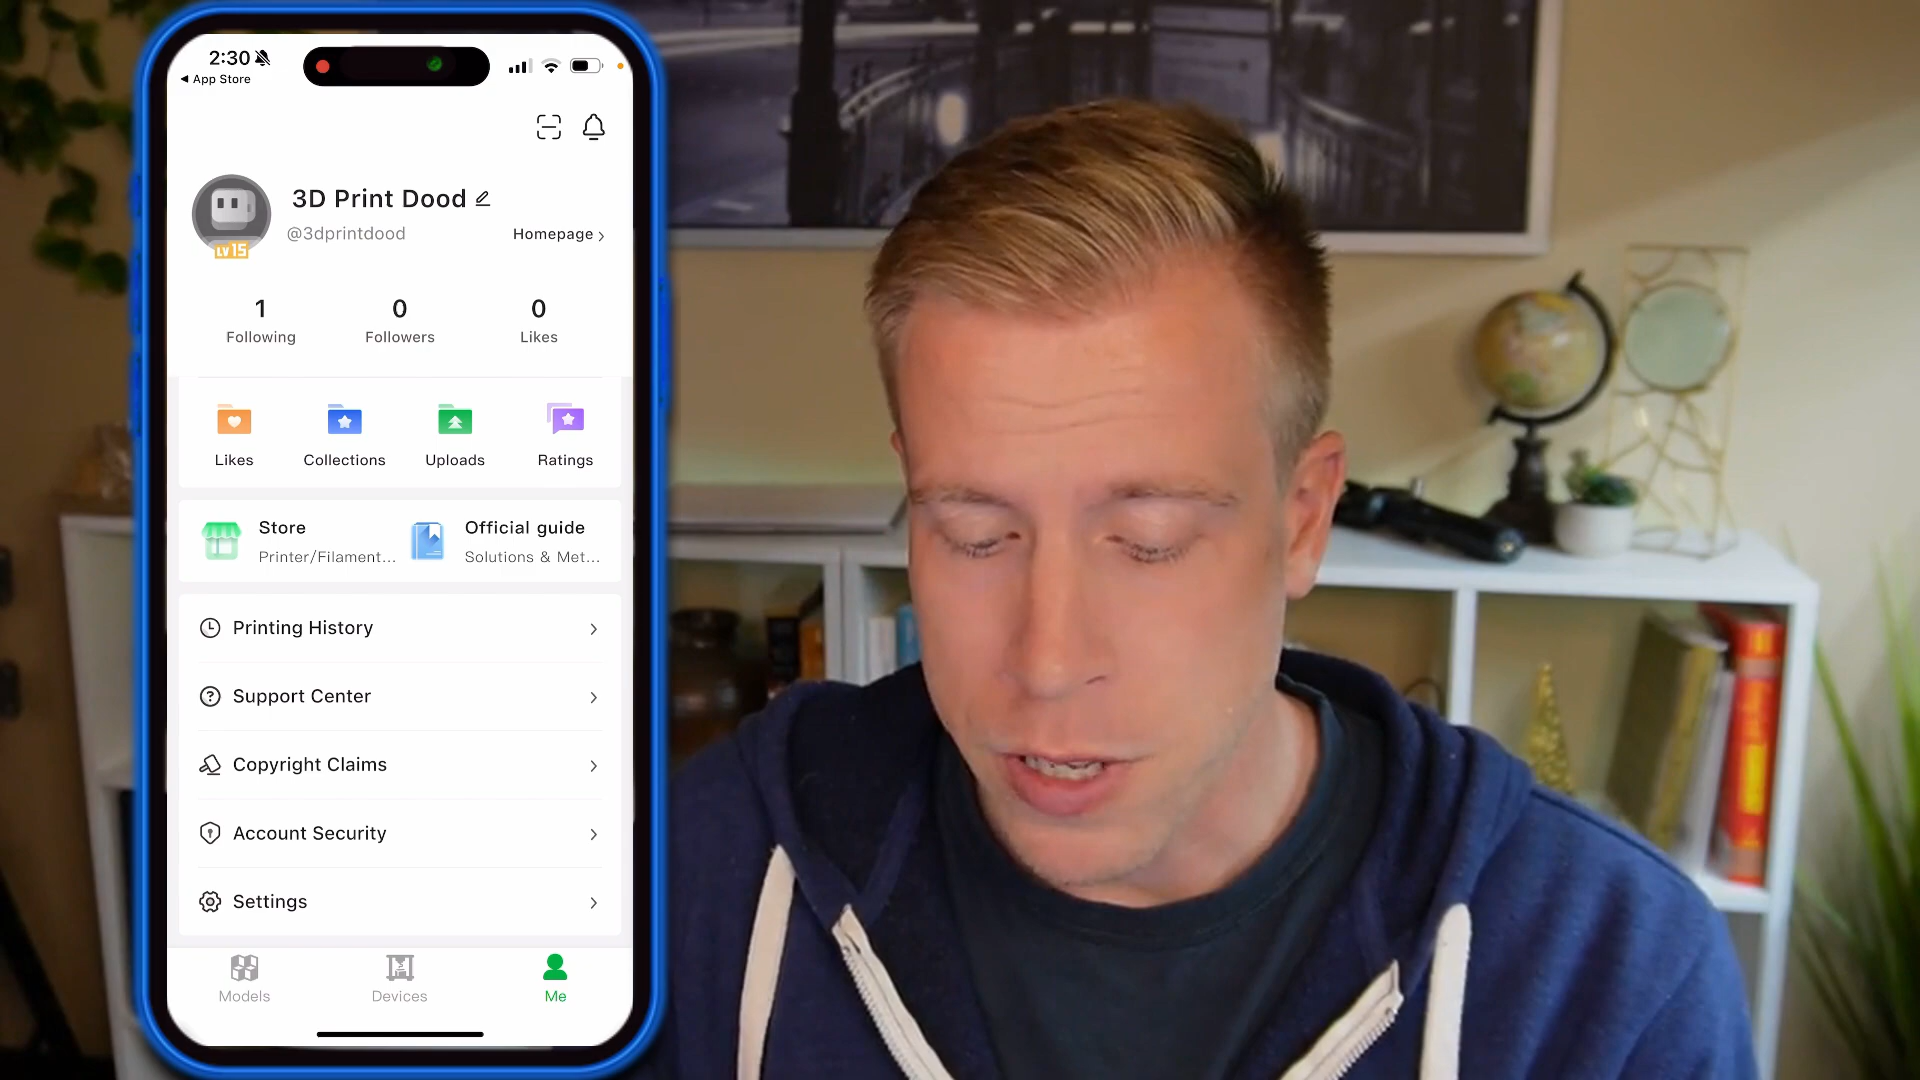 2:30
◀ App Store
3D Print Dood
@3dprintdood
Homepage >
LV 15
1
0
0
Following
Followers
Likes
Likes
Collections
Uploads
Ratings
Store
Printer/Filament...
Official guide
Solutions & Met...
Printing History
Support Center
Copyright Claims
Account Security
Settings
Models
Devices
Me